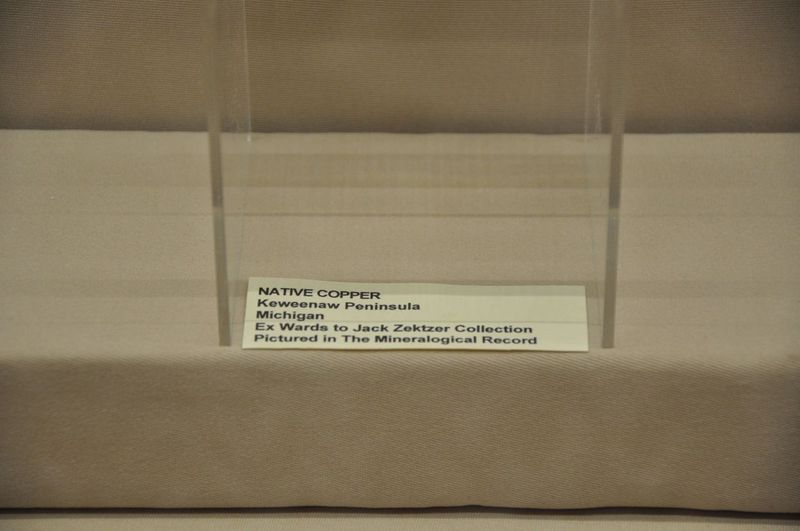 NATIVE COPPER
Keweenaw Peninsula
Michigan
Ex Wards to Jack Zektzer Collection
Pictured in The Mineralogical Record